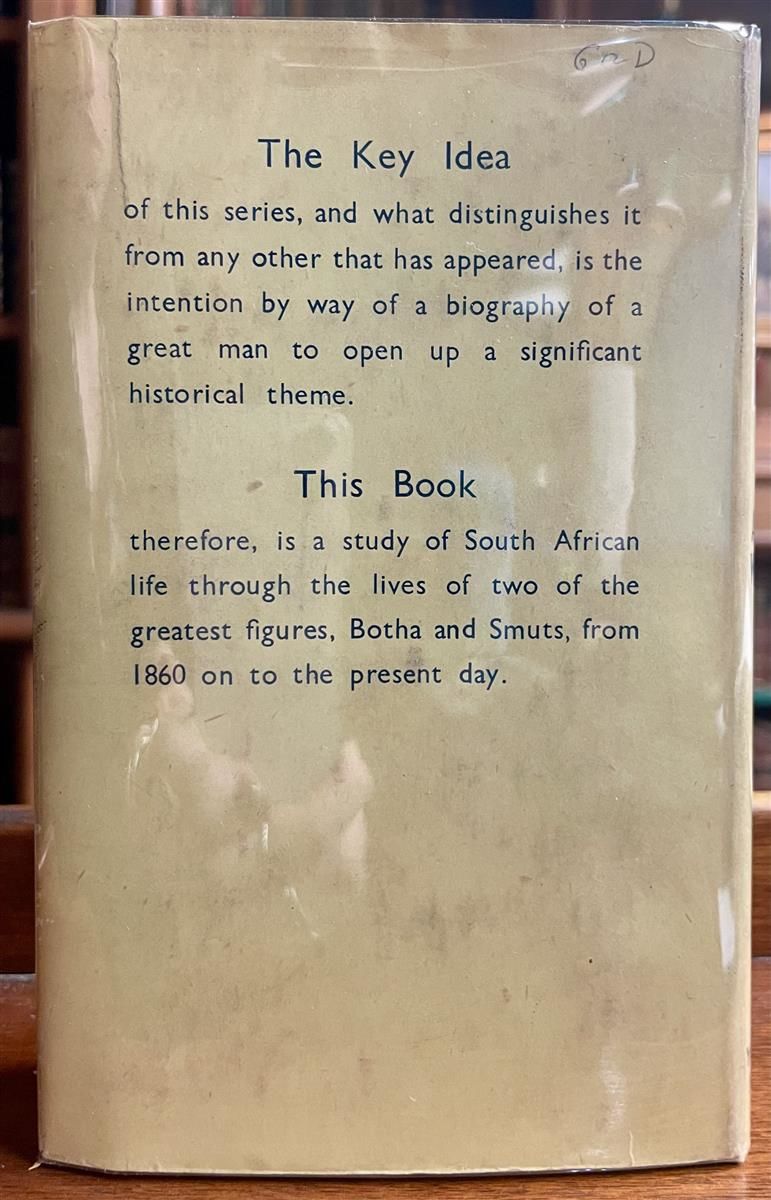 The Key Idea
of this series, and what distinguishes it
from any other that has appeared, is the
intention by way of a biography of a
great man to open up a significant
historical theme.
This Book
therefore, is a study of South African
life through the lives of two of the
greatest figures, Botha and Smuts, from
1860 on to the present day.